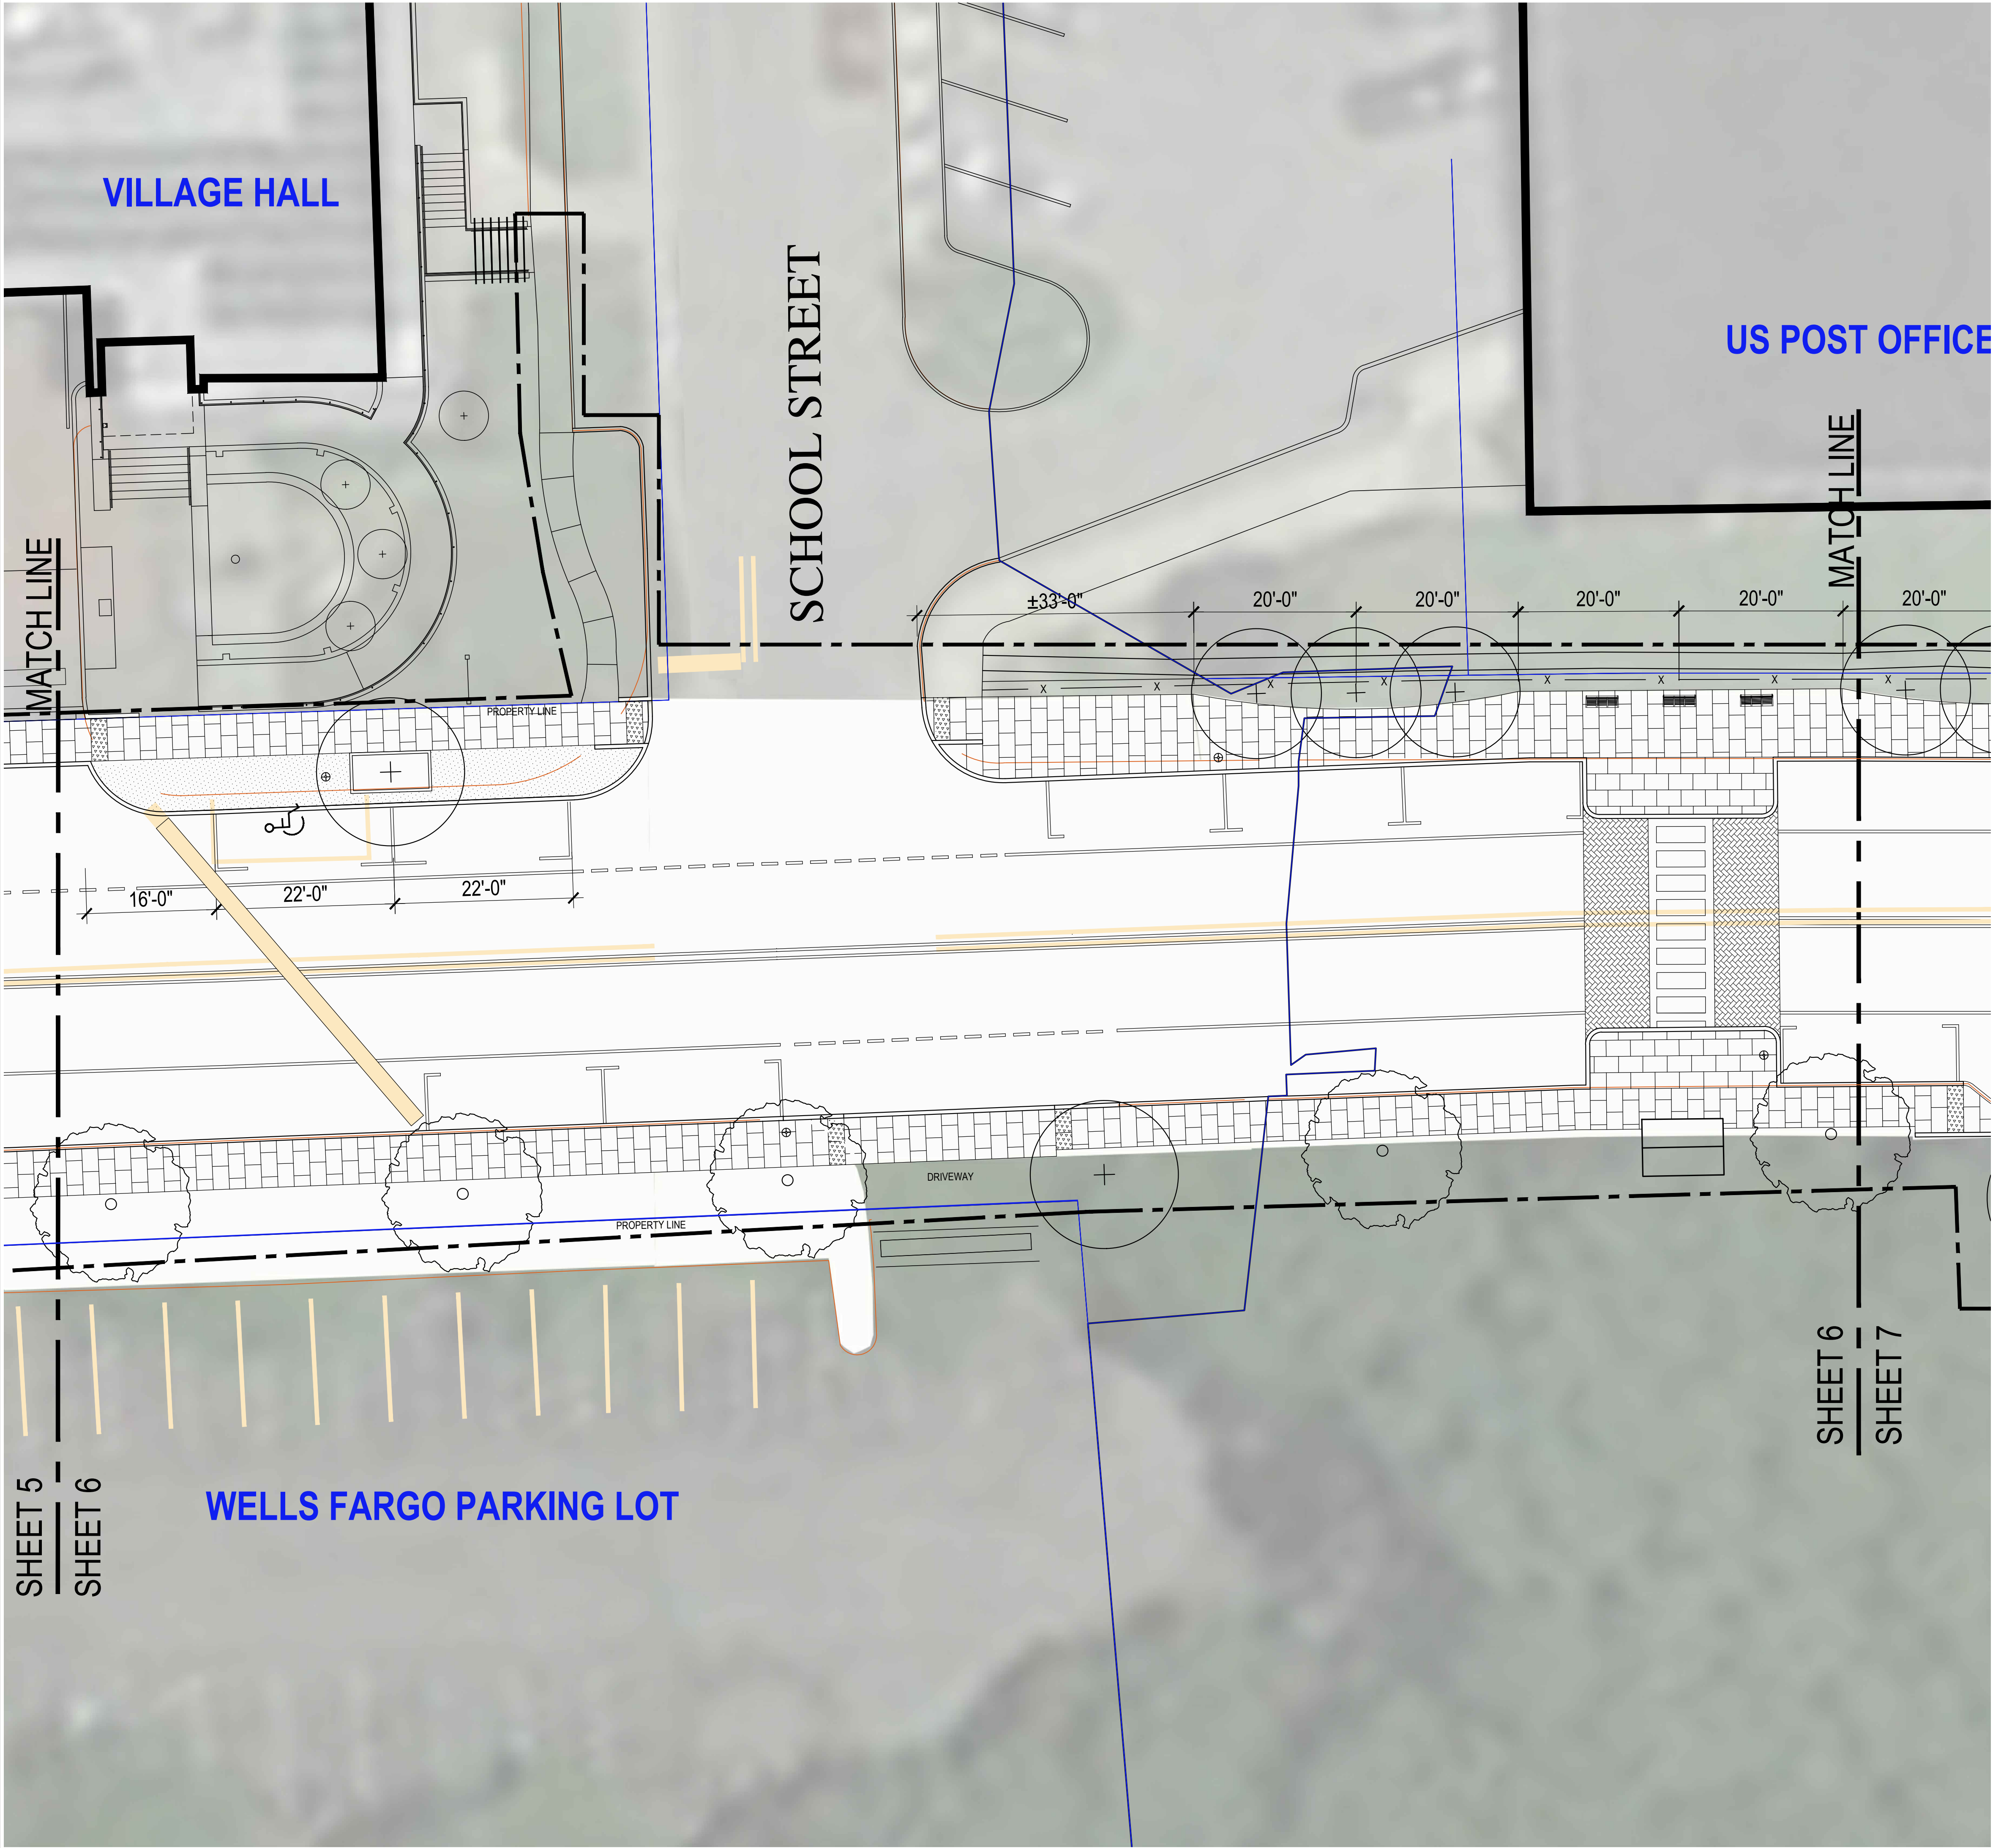 VILLAGE HALL
SCHOOL STREET
US POST OFFICE
MATCH LINE
MATCH LINE
±33'-0"
20'-0"
20'-0"
20'-0"
20'-0"
20'-0"
X
X
X
X
X
X
X
X
PROPERTY LINE
16'-0"
22'-0"
22'-0"
DRIVEWAY
PROPERTY LINE
SHEET 6
SHEET 7
SHEET 5
SHEET 6
WELLS FARGO PARKING LOT